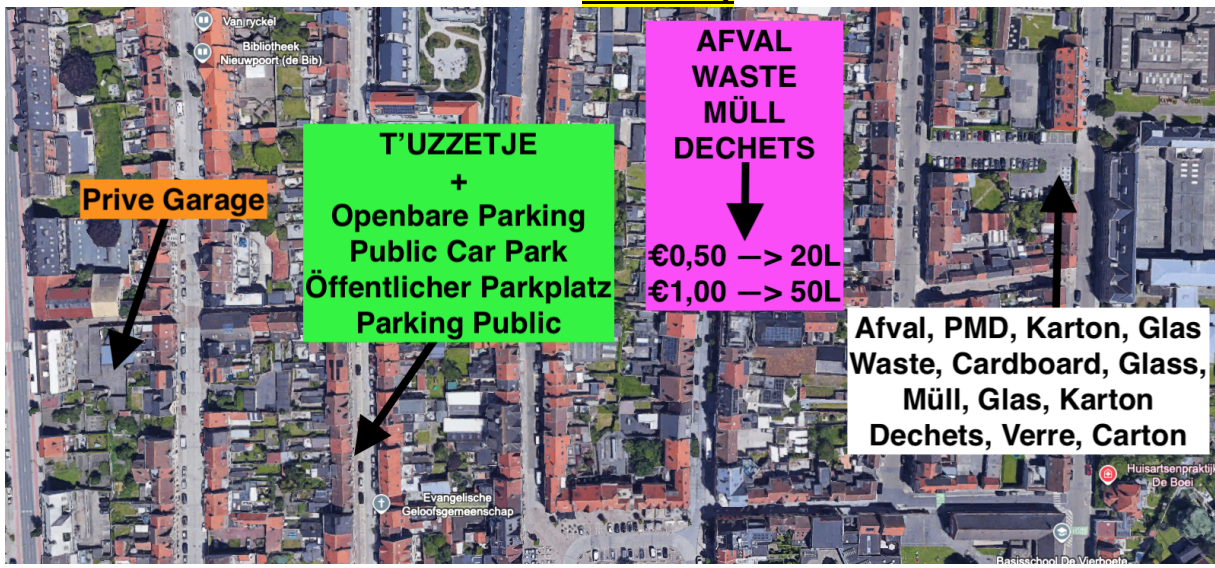 Van ryckel
Bibliotheek
Nieuwpoort (de Bib)
Prive Garage
T'UZZETJE
+
Openbare Parking
Public Car Park
Öffentlicher Parkplatz
Parking Public
AFVAL
WASTE
MÜLL
DECHETS
€0,50 —> 20L
€1,00 —> 50L
Afval, PMD, Karton, Glas
Waste, Cardboard, Glass,
Müll, Glas, Karton
Dechets, Verre, Carton
Evangelische
Geloofsgemeenschap
Huisartsenpraktijk
De Boei
Basisschool De Vierboete